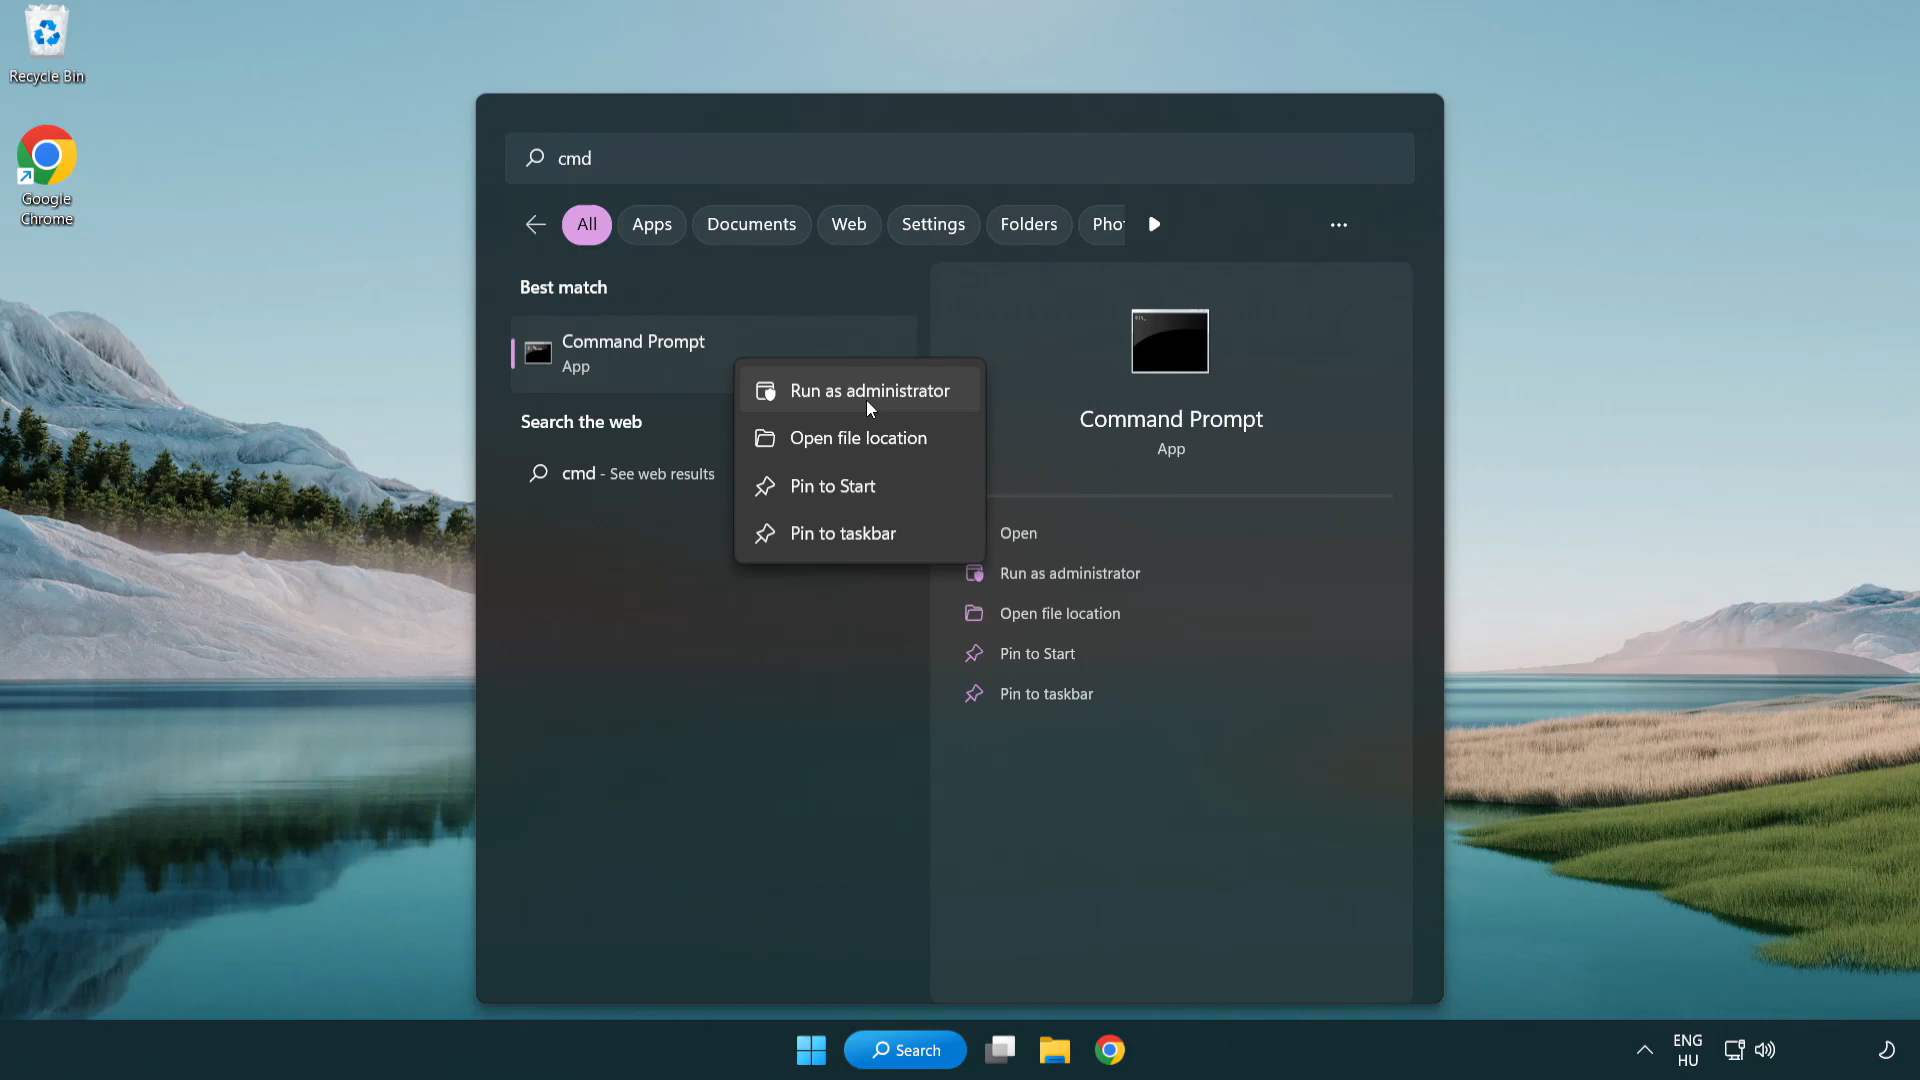 Recycle Bin
Google
Chrome
cmd
All
Apps
Documents
Web
Settings
Folders
Pho
Best match
Command Prompt
App
Search the web
cmd - See web results
Run as administrator
Open file location
Pin to Start
Pin to taskbar
Command Prompt
App
Open
Run as administrator
Open file location
Pin to Start
Pin to taskbar
Search
ENG
HU